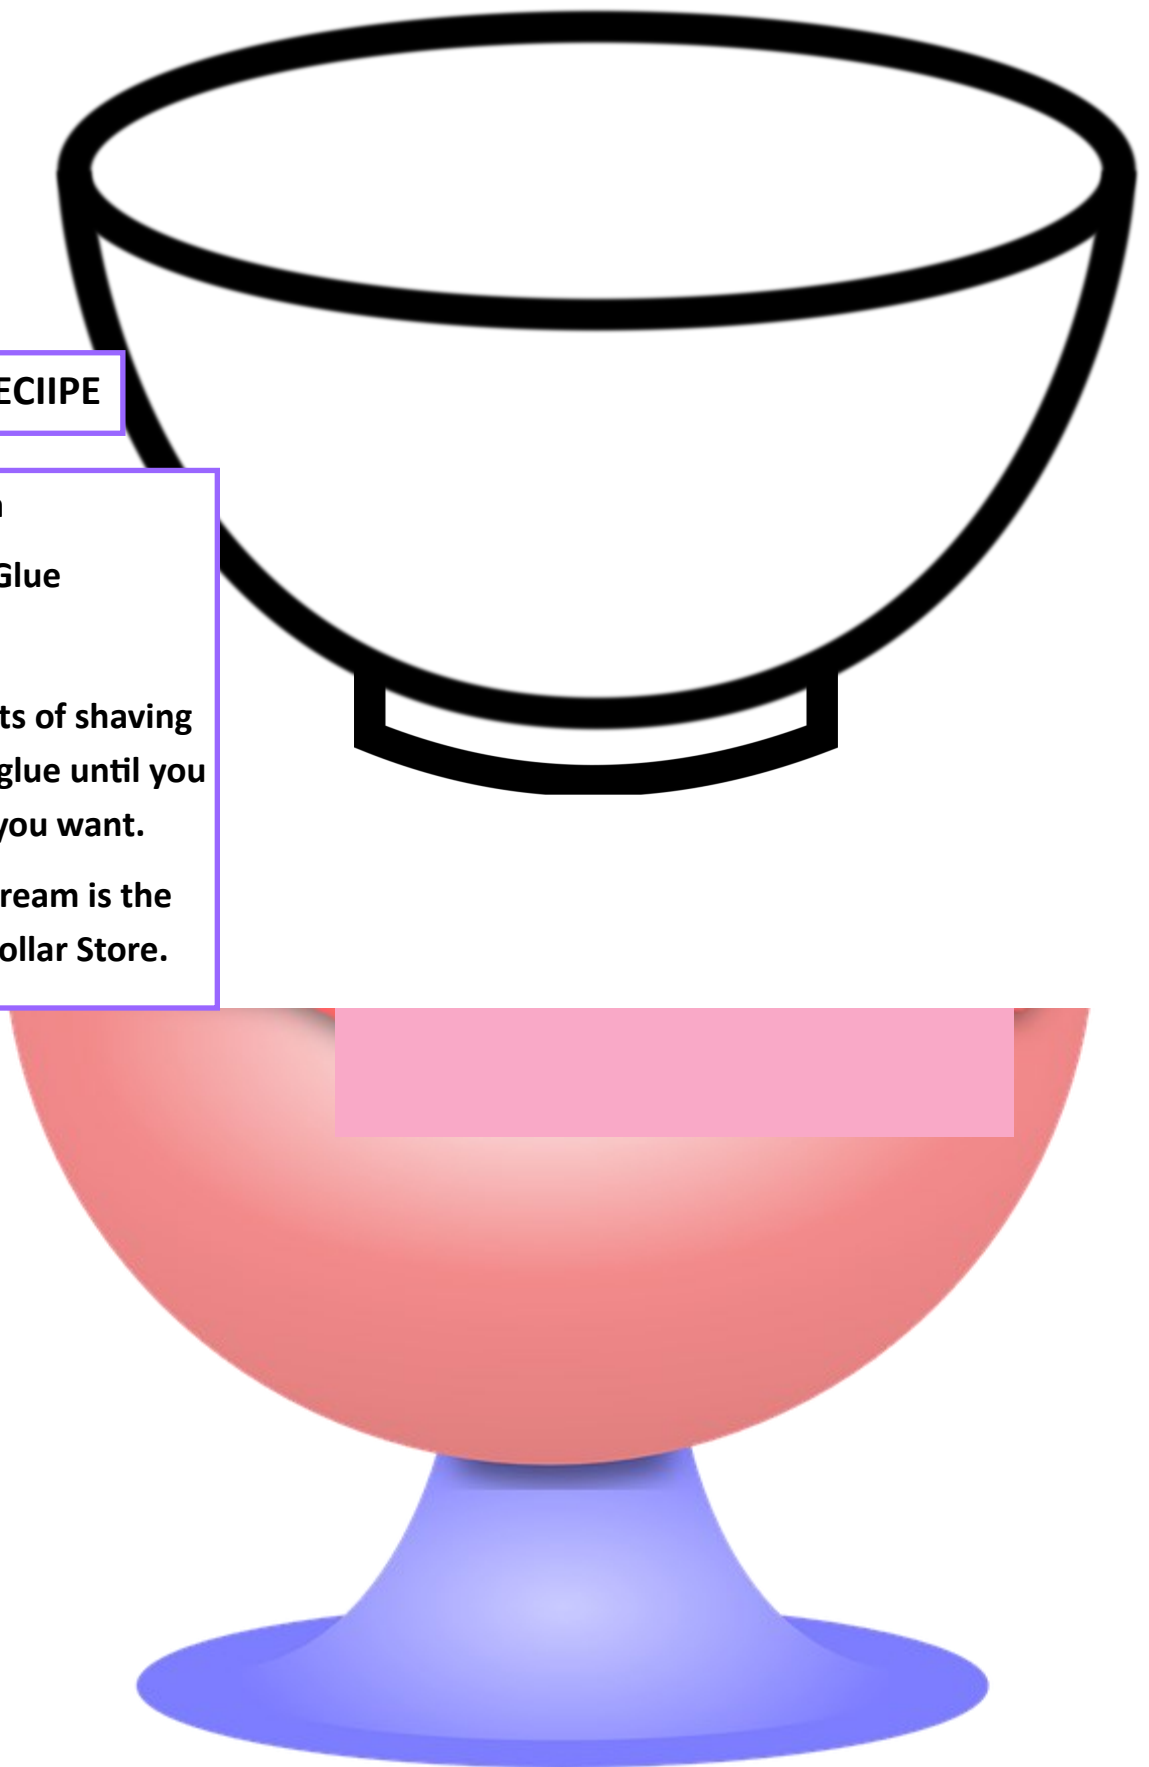 ECIIPE
Glue
ts of shaving
glue until you
you want.
ream is the
ollar Store.